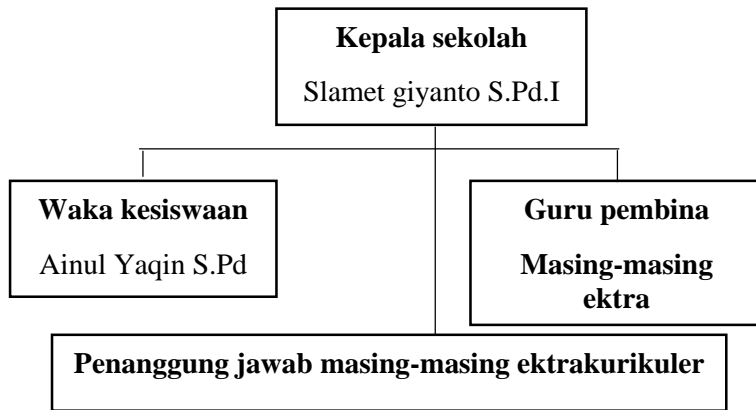 Kepala sekolah
Slamet giyanto S.Pd.I
Waka kesiswaan
Ainul Yaqin S.Pd
Guru pembina
Masing-masing
ektra
Penanggung jawab masing-masing ektrakurikuler